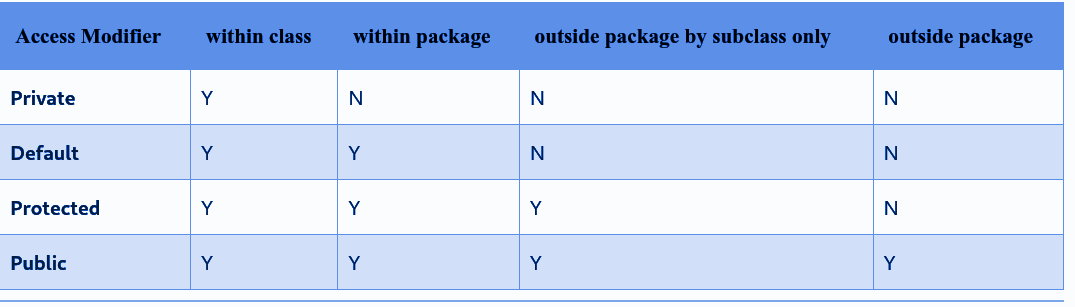 Access Modifier within class within package outside package by subclass only outside package
Private Y N N N
Default Y Y N N
Protected Y Y Y N
Public Y Y Y Y